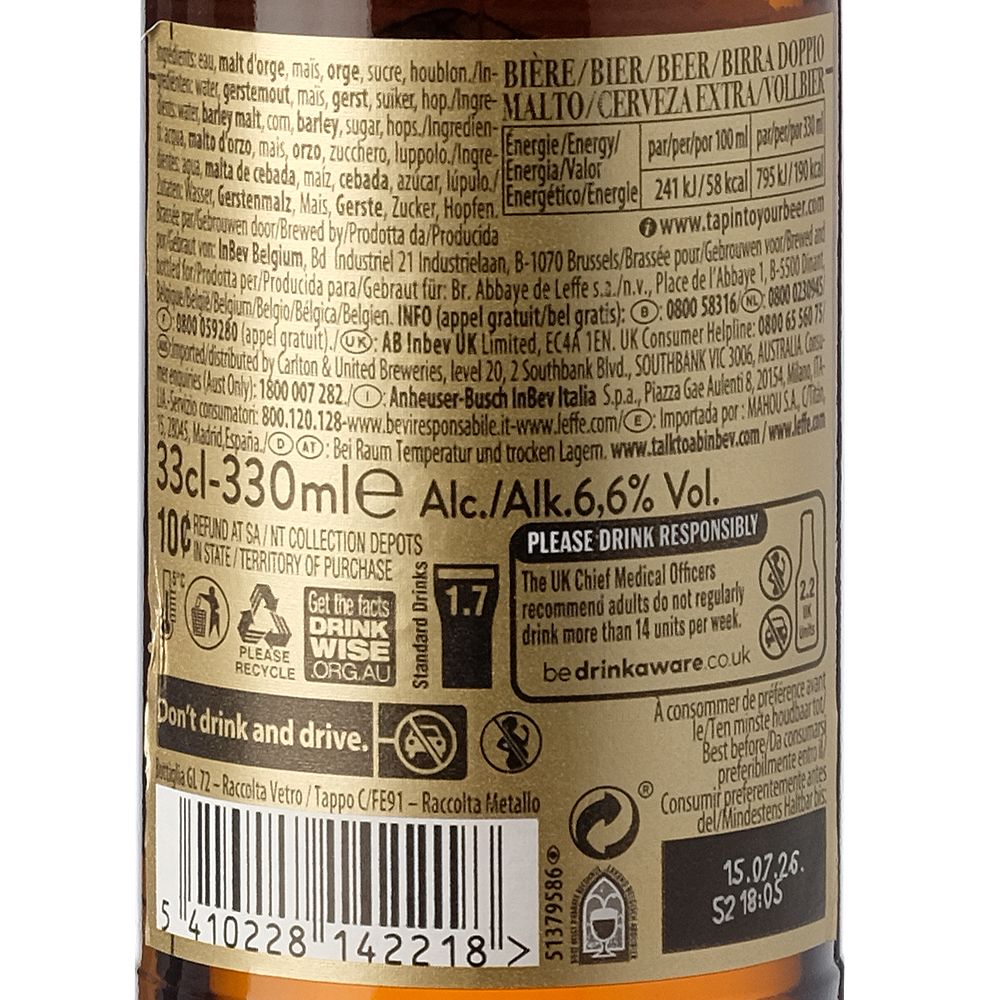 Ingrédients: eau, malt d'orge, maïs, orge, sucre, houblon./In-
grediënten: water, gerstemout, maïs, gerst, suiker, hop./Ingre-
dients: water, barley malt, corn, barley, sugar, hops./Ingredien-
ti: acqua, malto d'orzo, mais, orzo, zucchero, luppolo./Ingre-
dientes: agua, malta de cebada, maíz, cebada, azúcar, lúpulo./
Zutaten: Wasser, Gerstenmalz, Mais, Gerste, Zucker, Hopfen.
BIÈRE/BIER/BEER/BIRRA DOPPIO
MALTO/CERVEZA EXTRA/VOLLBIER
Énergie/Energy/
Energia/Valor
Energético/Energie
par/per/por 100 ml
par/per/por 330 ml
241 kJ/58 kcal
795 kJ/190 kcal
www.tapintoyourbeer.com
Brassée par/Gebrouwen door/Brewed by/Prodotta da/Producida
por/Gebraut von: InBev Belgium, Bd Industriel 21 Industrielaan, B-1070 Brussels/Brassée pour/Gebrouwen voor/Brewed and
bottled for/Prodotta per/Producida para/Gebraut für: Br. Abbaye de Leffe s.a./n.v., Place de l'Abbaye 1, B-5500 Dinant,
Belgique/België/Belgium/Belgio/Bélgica/Belgien. INFO (appel gratuit/bel gratis): B: 0800 58316/NL: 0800 0230945/
F: 0800 059280 (appel gratuit)./UK: AB Inbev UK Limited, EC4A 1EN. UK Consumer Helpline: 0800 65 560 75/
Imported/distributed by Carlton & United Breweries, level 20, 2 Southbank Blvd., SOUTHBANK VIC 3006, AUSTRALIA. Consu-
mer enquiries (Aust Only): 1800 007 282./I: Anheuser-Busch InBev Italia S.p.a., Piazza Gae Aulenti 8, 20154, Milano, ITA-
LIA.-Servizio consumatori: 800.120.128-www.beviresponsabile.it-www.leffe.com/E: Importada por: MAHOU S.A., C/Titán,
15, 28045, Madrid, España./D AT: Bei Raum Temperatur und trocken Lagern. www.talktoabinbev.com/www.leffe.com
33cl-330ml℮ Alc./Alk.6,6% Vol.
10¢ REFUND AT SA/NT COLLECTION DEPOTS
IN STATE/TERRITORY OF PURCHASE
5°C
PLEASE
RECYCLE
Get the facts
DRINK
WISE
.ORG.AU
Standard Drinks
1.7
PLEASE DRINK RESPONSIBLY
The UK Chief Medical Officers
recommend adults do not regularly
drink more than 14 units per week.
bedrinkaware.co.uk
2.2
UK
Units
Don't drink and drive.
À consommer de préférence avant
le/Ten minste houdbaar tot/
Best before/Da consumarsi
preferibilmente entro il/
Consumir preferentemente antes
del/Mindestens Haltbar bis:
Bottiglia GL 72 – Raccolta Vetro / Tappo C/FE91 – Raccolta Metallo
®
15.07.26.
S2 18:05
51379586
5 410228 142218 >